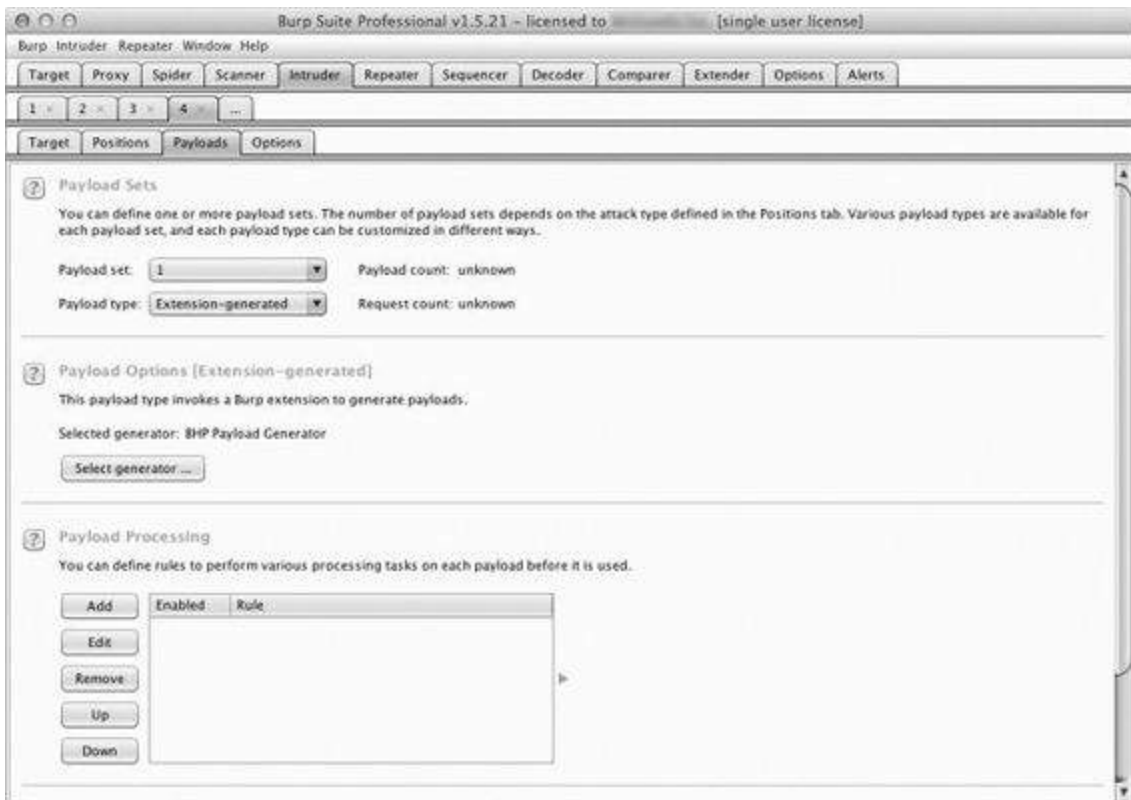 Burp Suite Professional v1.5.21 - licensed to [single user license]
Burp Intruder Repeater Window Help
Target Proxy Spider Scanner Intruder Repeater Sequencer Decoder Comparer Extender Options Alerts
1 × 2 × 3 × 4 × ...
Target Positions Payloads Options
? Payload Sets
You can define one or more payload sets. The number of payload sets depends on the attack type defined in the Positions tab. Various payload types are available for
each payload set, and each payload type can be customized in different ways.
Payload set: 1 Payload count: unknown
Payload type: Extension-generated Request count: unknown
? Payload Options [Extension-generated]
This payload type invokes a Burp extension to generate payloads.
Selected generator: BHP Payload Generator
Select generator ...
? Payload Processing
You can define rules to perform various processing tasks on each payload before it is used.
Add Enabled Rule
Edit
Remove
Up
Down